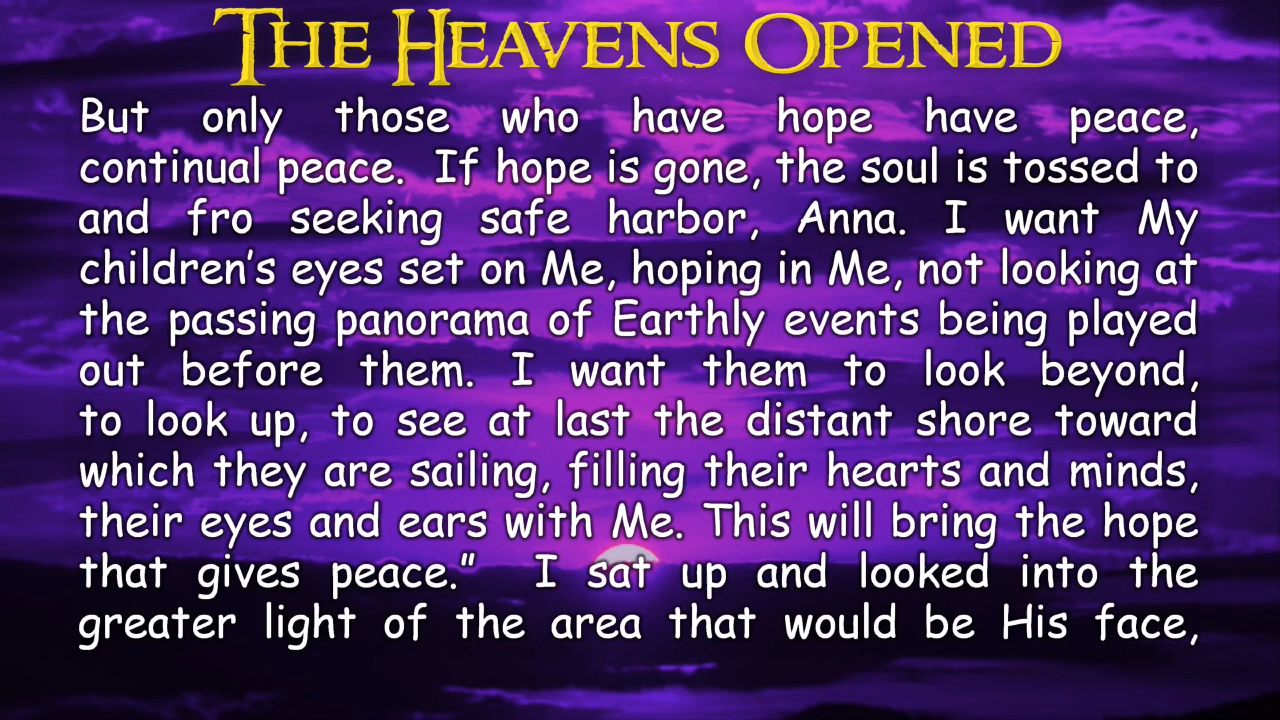 The Heavens Opened
But only those who have hope have peace,
continual peace.  If hope is gone, the soul is tossed to
and fro seeking safe harbor, Anna. I want My
children's eyes set on Me, hoping in Me, not looking at
the passing panorama of Earthly events being played
out before them. I want them to look beyond,
to look up, to see at last the distant shore toward
which they are sailing, filling their hearts and minds,
their eyes and ears with Me. This will bring the hope
that gives peace."  I sat up and looked into the
greater light of the area that would be His face,